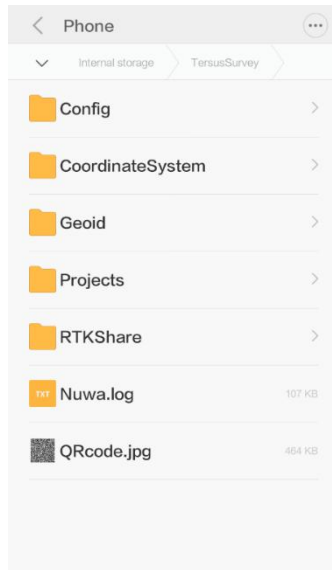 Phone
Internal storage TersusSurvey
Config
CoordinateSystem
Geoid
Projects
RTKShare
TXT Nuwa.log 107 KB
QRcode.jpg 464 KB